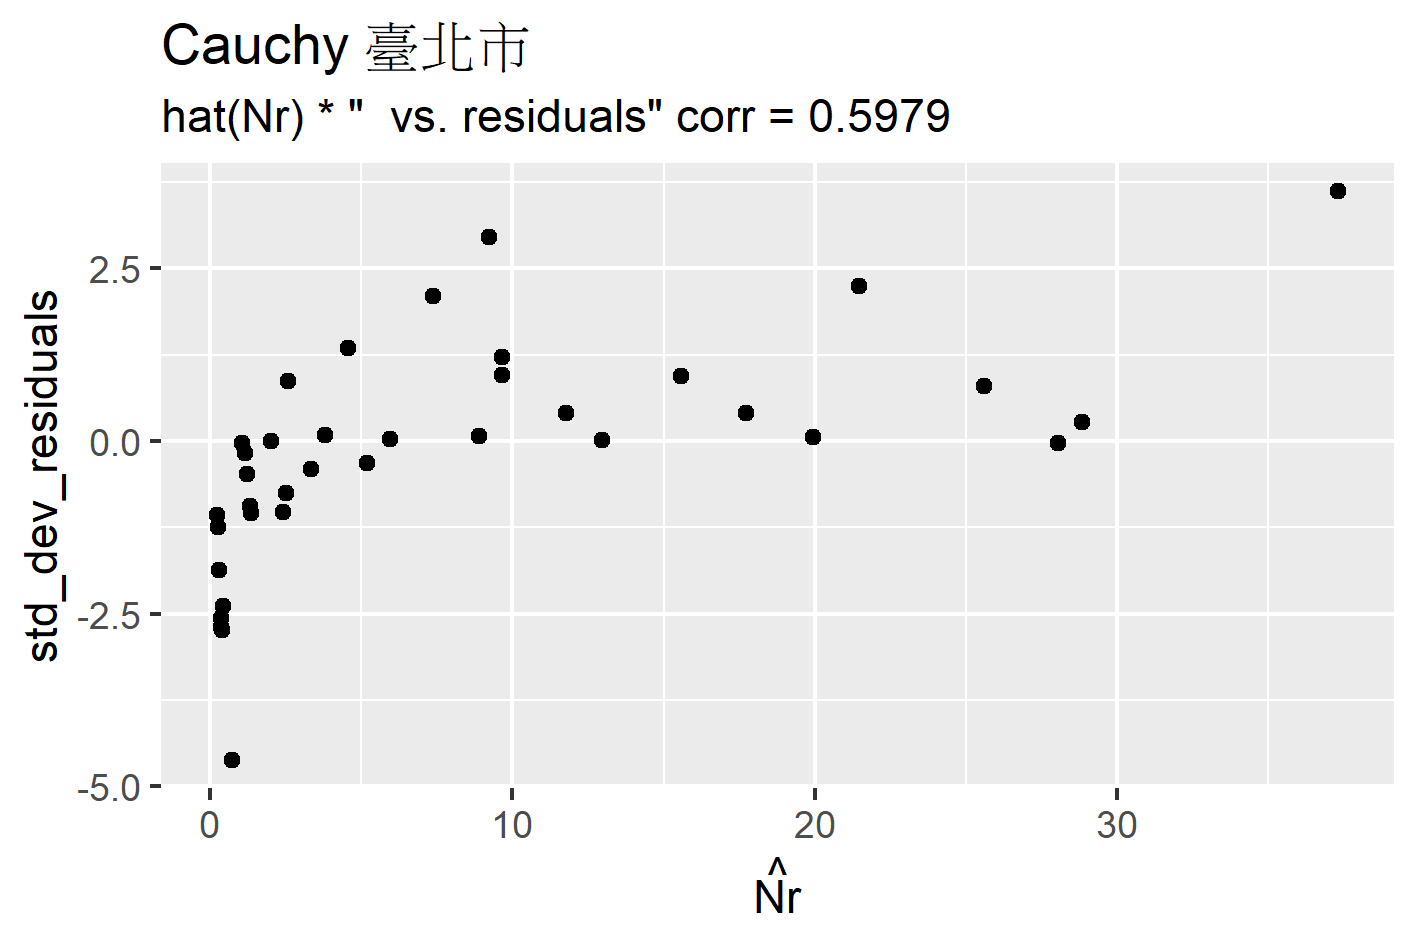 Cauchy 臺北市
hat(Nr) * "  vs. residuals" corr = 0.5979
std_dev_residuals
2.5
0.0
-2.5
-5.0
0 10 20 30
N̂r